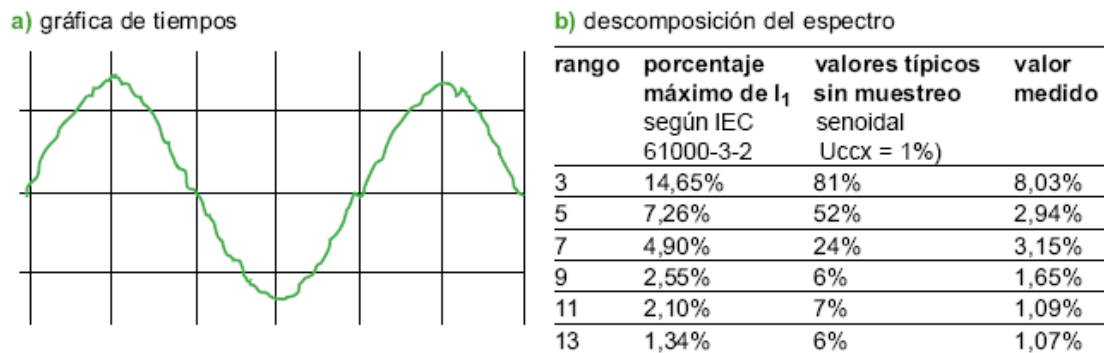 a) gráfica de tiempos
b) descomposición del espectro
rango porcentaje valores típicos valor
máximo de I1 sin muestreo medido
según IEC senoidal
61000-3-2 Uccx = 1%)
3 14,65% 81% 8,03%
5 7,26% 52% 2,94%
7 4,90% 24% 3,15%
9 2,55% 6% 1,65%
11 2,10% 7% 1,09%
13 1,34% 6% 1,07%